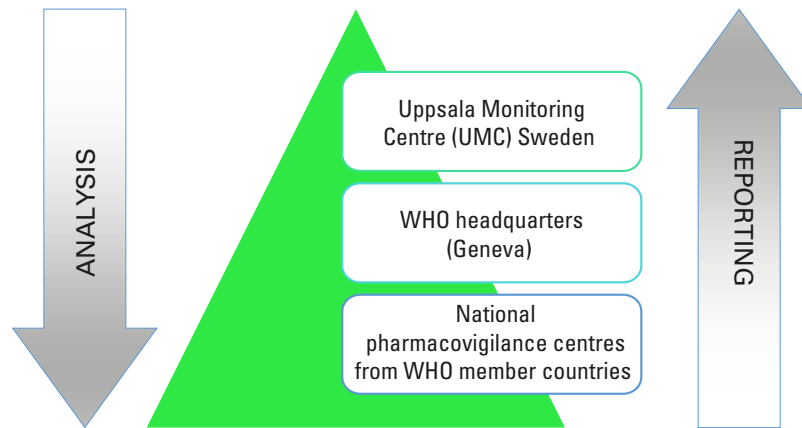 ANALYSIS
Uppsala Monitoring
Centre (UMC) Sweden
WHO headquarters
(Geneva)
National
pharmacovigilance centres
from WHO member countries
REPORTING